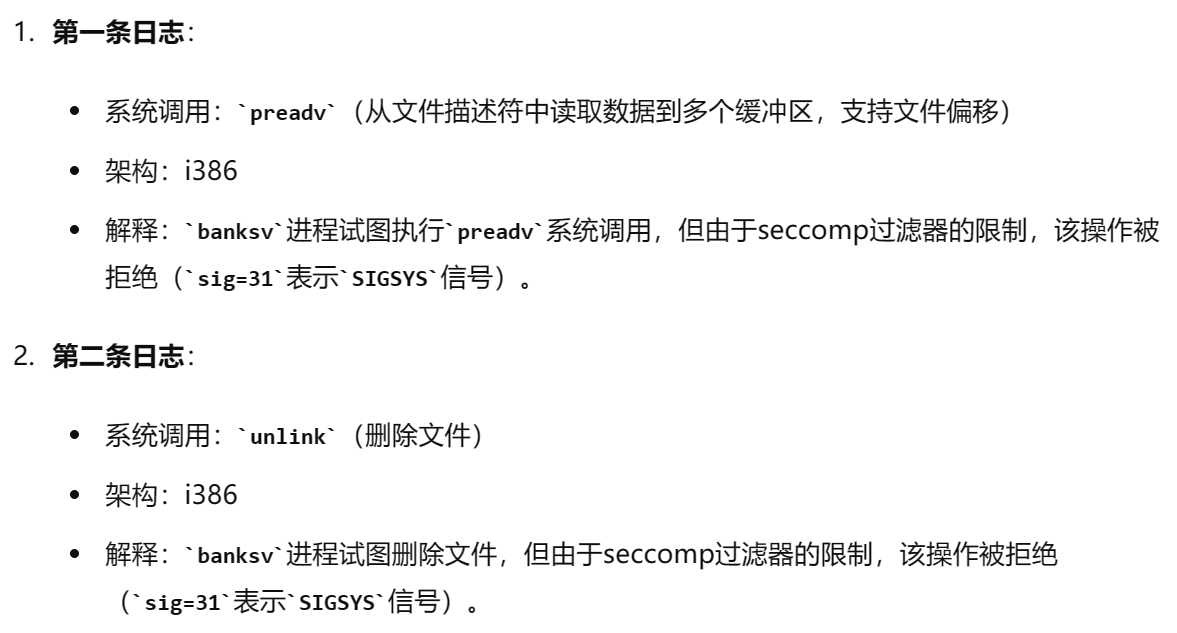 1. 第一条日志：
• 系统调用：`preadv`（从文件描述符中读取数据到多个缓冲区，支持文件偏移）
• 架构：i386
• 解释：`banksv`进程试图执行`preadv`系统调用，但由于seccomp过滤器的限制，该操作被
拒绝（`sig=31`表示`SIGSYS`信号）。
2. 第二条日志：
• 系统调用：`unlink`（删除文件）
• 架构：i386
• 解释：`banksv`进程试图删除文件，但由于seccomp过滤器的限制，该操作被拒绝
（`sig=31`表示`SIGSYS`信号）。